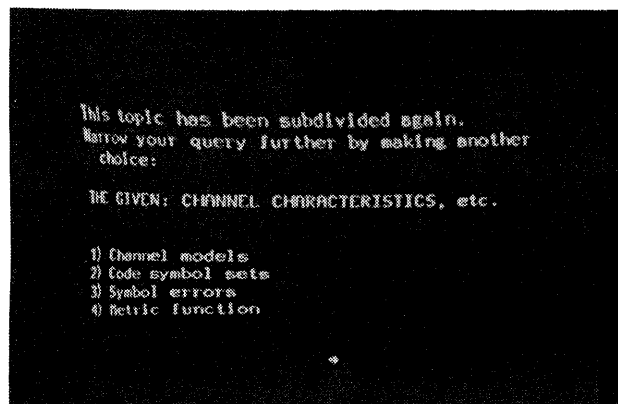 This topic has been subdivided again.
Narrow your query further by making another
choice:
THE GIVEN: CHANNEL CHARACTERISTICS, etc.
1) Channel models
2) Code symbol sets
3) Symbol errors
4) Metric function